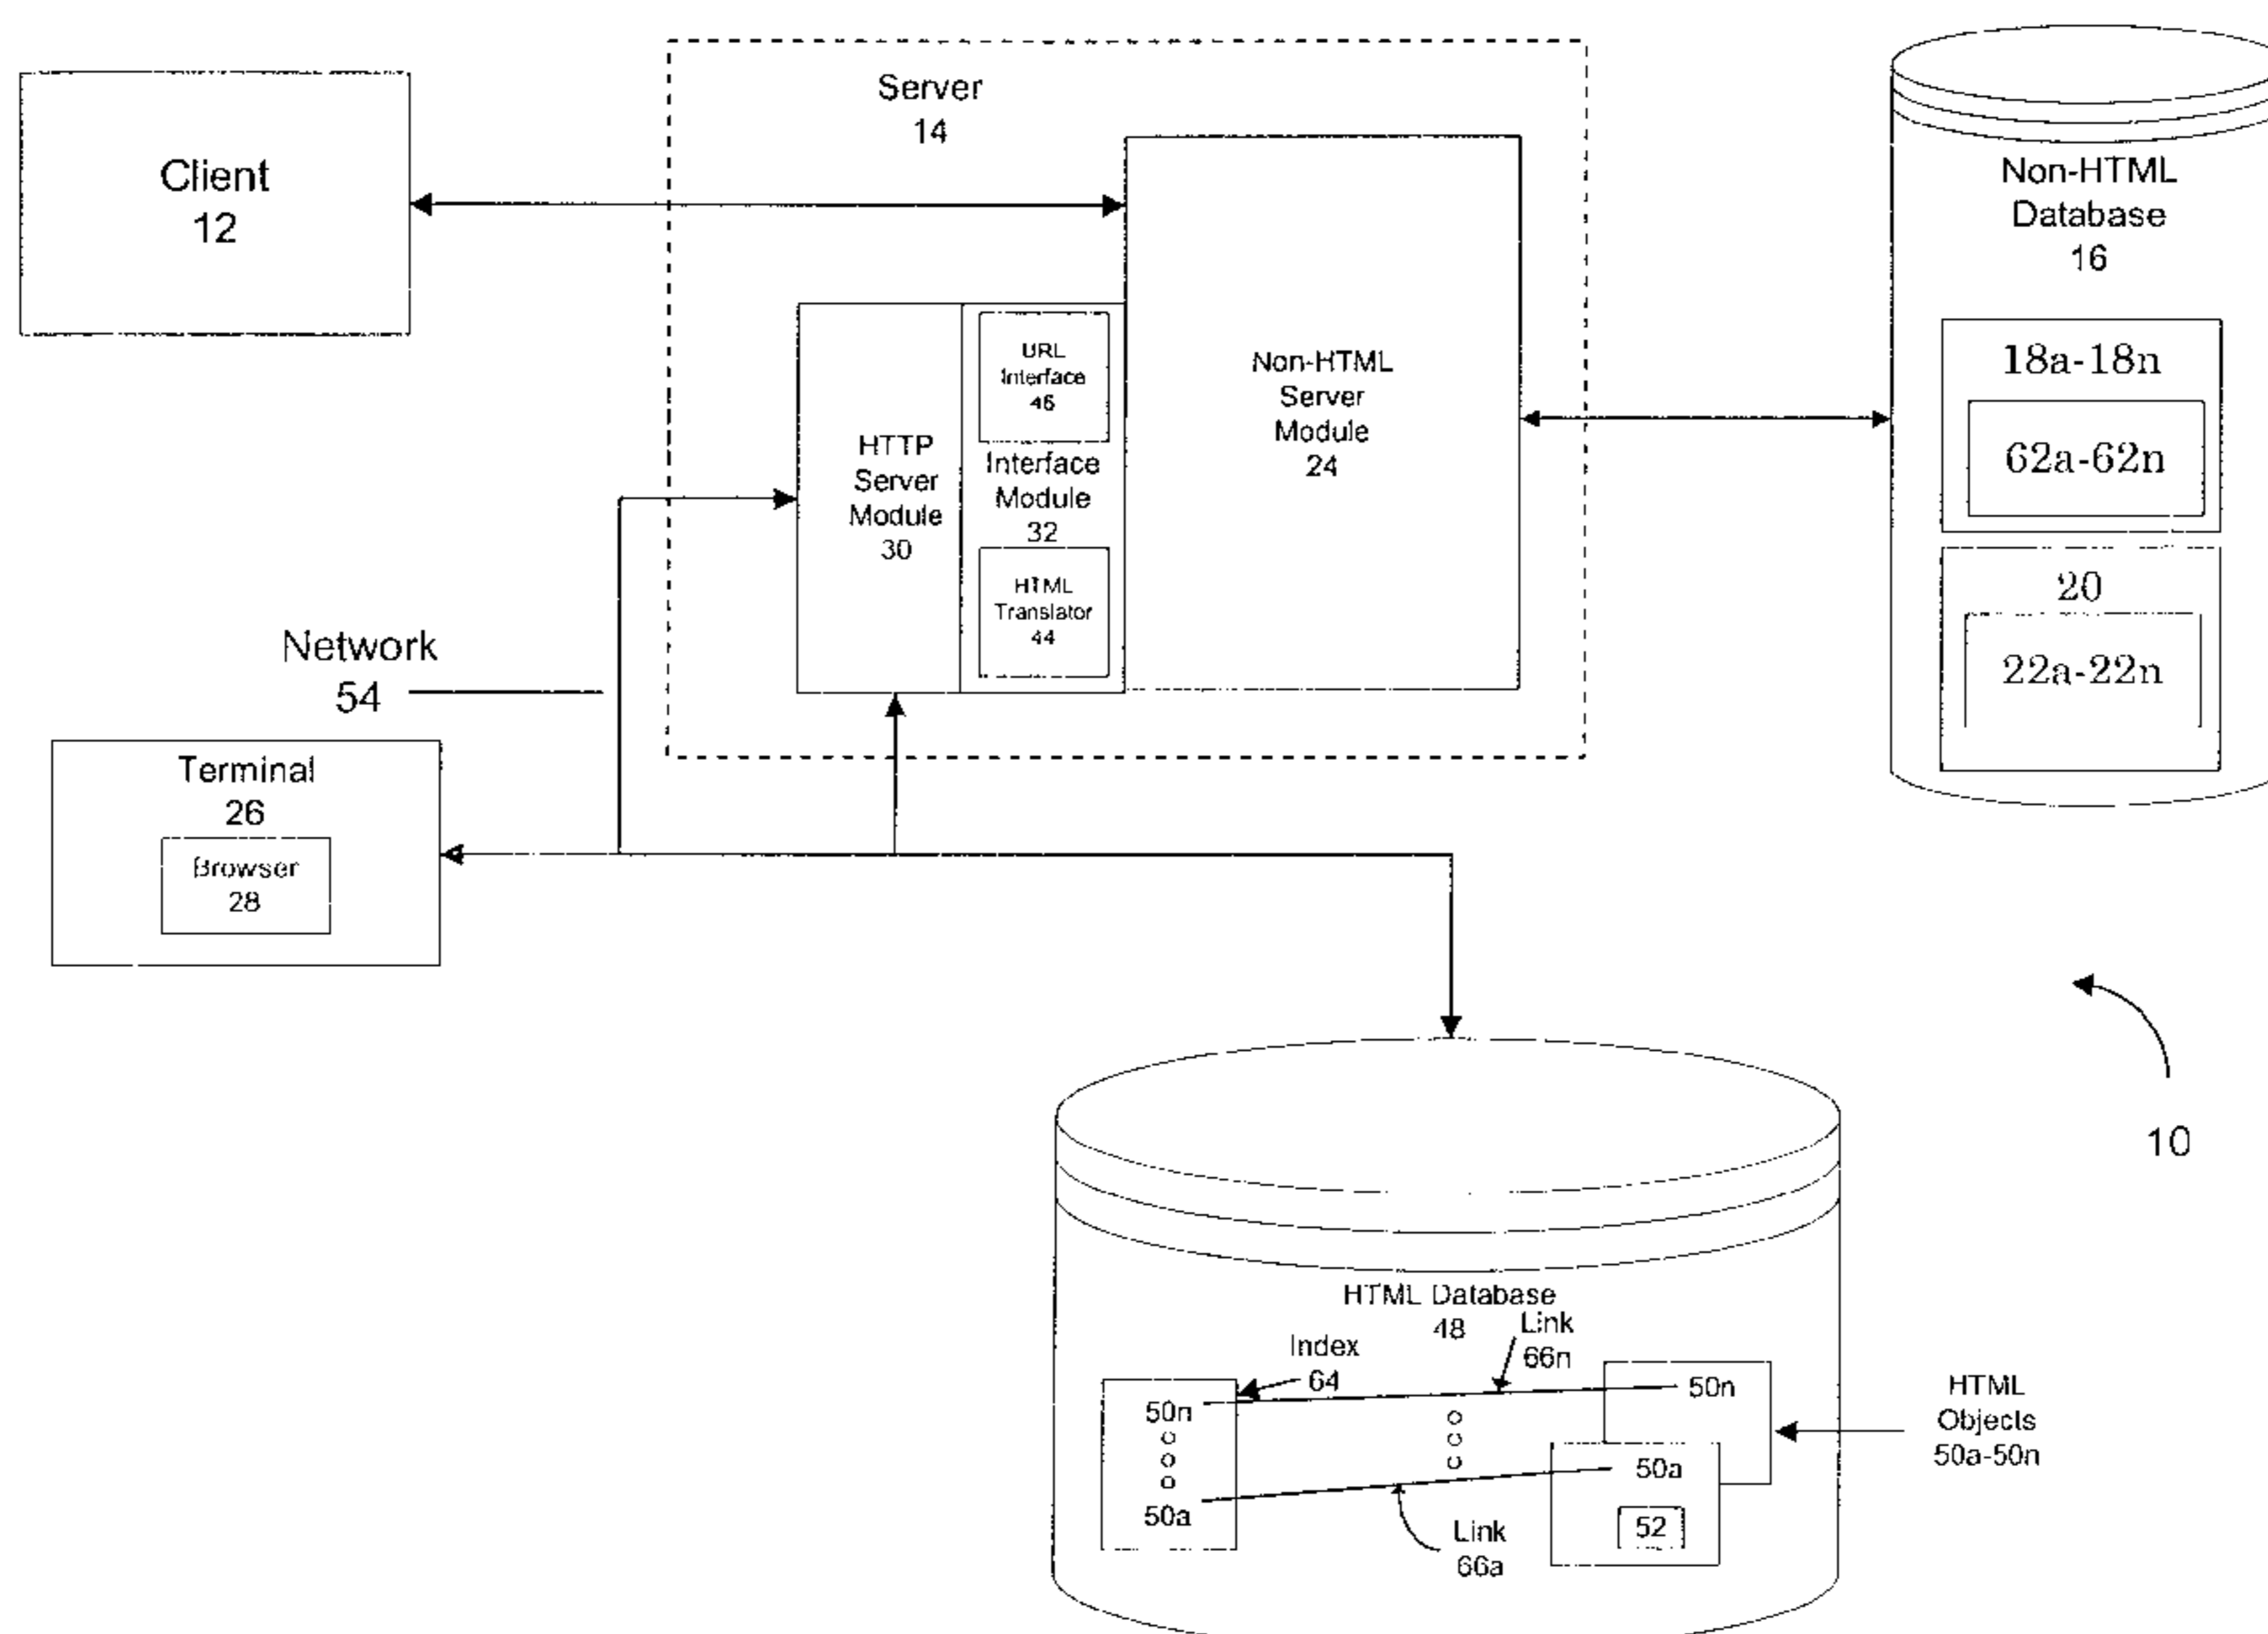 Client
12
Server
14
Non-HTML
Database
16
18a-18n
62a-62n
20
22a-22n
URL
Interface
46
Interface
Module
32
HTML
Translator
44
HTTP
Server
Module
30
Non-HTML
Server
Module
24
Network
54
Terminal
26
Browser
28
10
HTML Database
48
Link
66n
Index
64
50n
50a
50n
50a
52
Link
66a
HTML
Objects
50a-50n